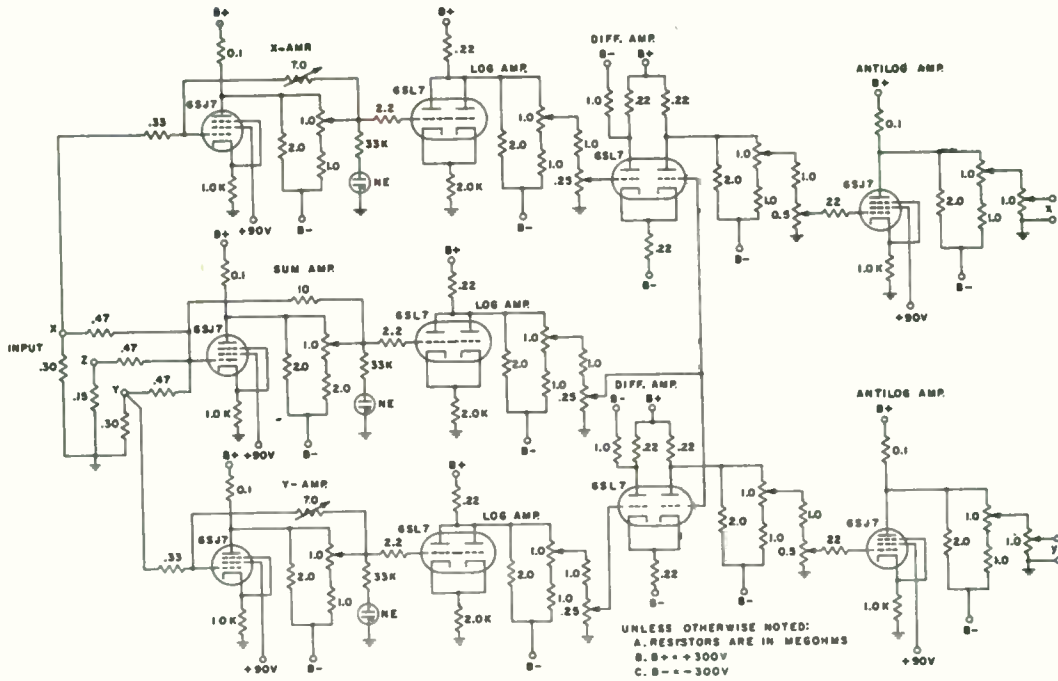 B+
0.1
X-AMP.
7.0
6SJ7
.33
1.0K
+90V
2.0
1.0
1.0
B-
2.2
33K
NE
B+
.22
LOG AMP.
6SL7
2.0K
2.0
1.0
1.0
B-
1.0
.25
DIFF. AMP.
B-
B+
1.0
.22
.22
6SL7
.22
B-
2.0
1.0
1.0
B-
1.0
0.5
22
ANTILOG AMP.
B+
0.1
6SJ7
1.0K
+90V
2.0
1.0
1.0
B-
1.0
x
INPUT
X
.47
.30
Z
.47
.15
Y
.47
.30
B+
0.1
SUM AMP.
10
6SJ7
1.0K
+90V
2.0
1.0
2.0
B-
2.2
33K
NE
B+
.22
LOG AMP.
6SL7
2.0K
2.0
1.0
1.0
B-
1.0
.25
B+
0.1
Y-AMP.
7.0
.33
6SJ7
1.0K
+90V
2.0
1.0
1.0
B-
2.2
33K
NE
B+
.22
LOG AMP.
6SL7
2.0K
2.0
1.0
1.0
B-
1.0
.25
DIFF. AMP.
B-
B+
1.0
.22
.22
6SL7
.22
B-
2.0
1.0
1.0
B-
1.0
0.5
22
ANTILOG AMP.
B+
0.1
6SJ7
1.0K
+90V
2.0
1.0
1.0
B-
1.0
y
UNLESS OTHERWISE NOTED:
A. RESISTORS ARE IN MEGOHMS
B. B+ = +300V
C. B- = -300V